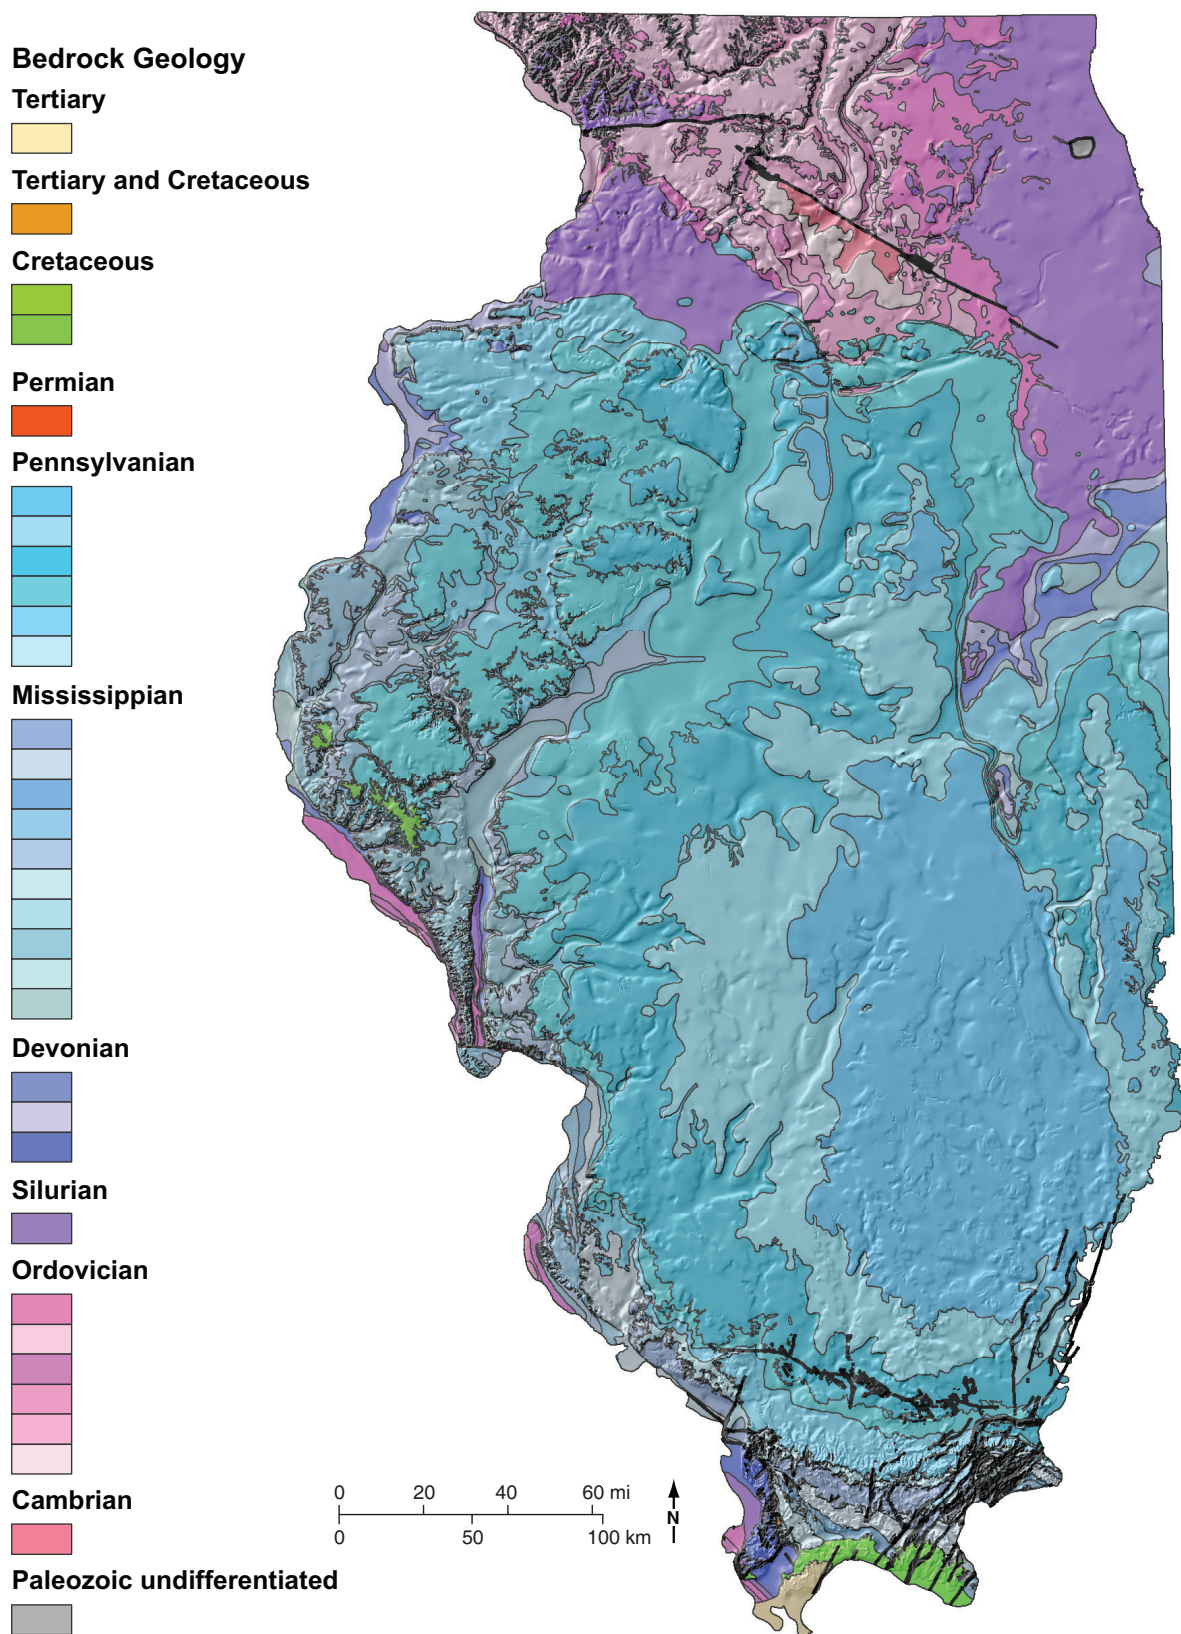 Bedrock Geology
Tertiary
Tertiary and Cretaceous
Cretaceous
Permian
Pennsylvanian
Mississippian
Devonian
Silurian
Ordovician
Cambrian
Paleozoic undifferentiated
0 20 40 60 mi
0 50 100 km
N